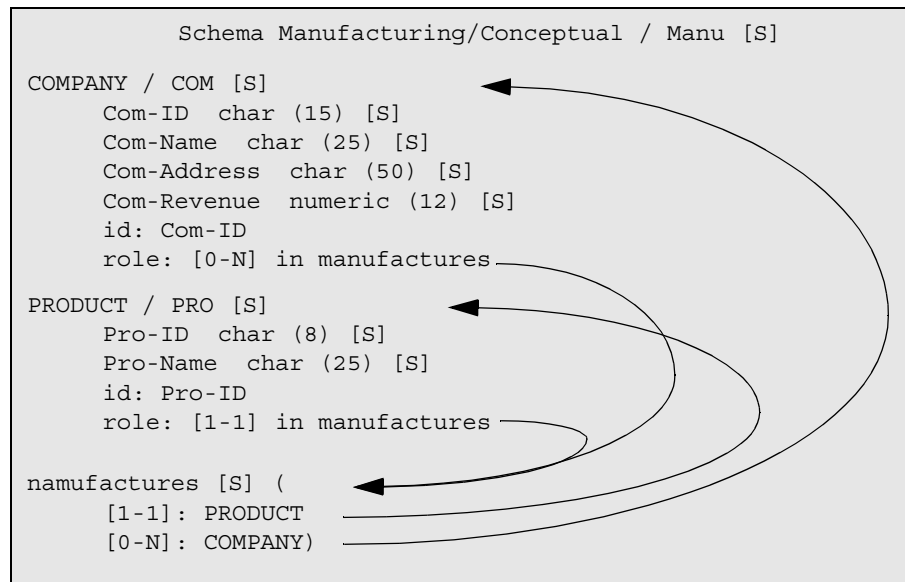 Schema Manufacturing/Conceptual / Manu [S]
COMPANY / COM [S]
Com-ID char (15) [S]
Com-Name char (25) [S]
Com-Address char (50) [S]
Com-Revenue numeric (12) [S]
id: Com-ID
role: [0-N] in manufactures
PRODUCT / PRO [S]
Pro-ID char (8) [S]
Pro-Name char (25) [S]
id: Pro-ID
role: [1-1] in manufactures
namufactures [S] (
[1-1]: PRODUCT
[0-N]: COMPANY)